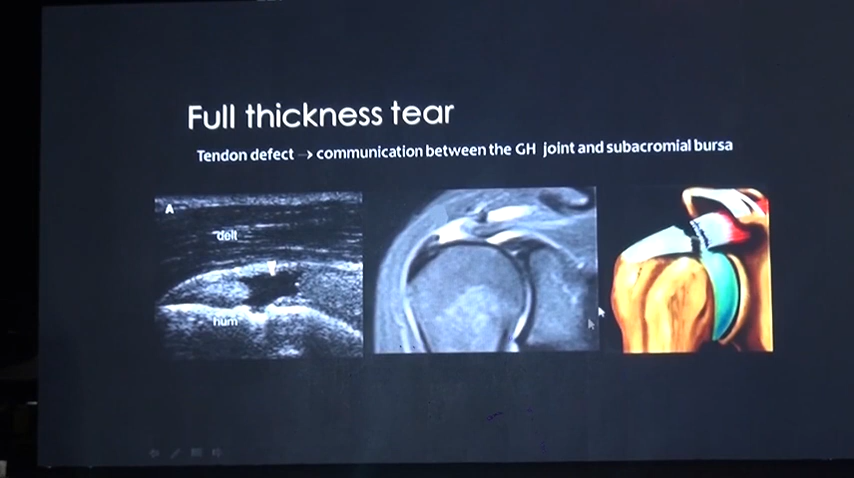 Full thickness tear
Tendon defect → communication between the GH joint and subacromial bursa
A
delt
hum